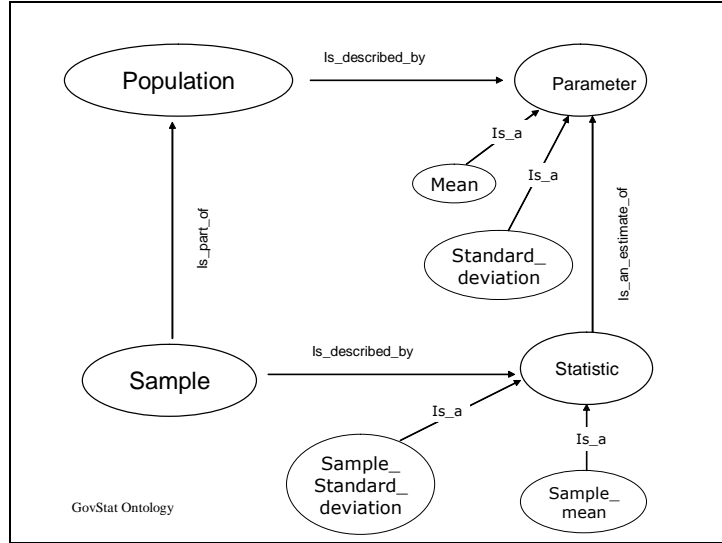 Is_described_by
Population
Parameter
Is_a
Mean
Is_a
Standard_
deviation
Is_part_of
Is_an_estimate_of
Is_described_by
Sample
Statistic
Is_a
Is_a
Sample_
Standard_
deviation
Sample_
mean
GovStat Ontology